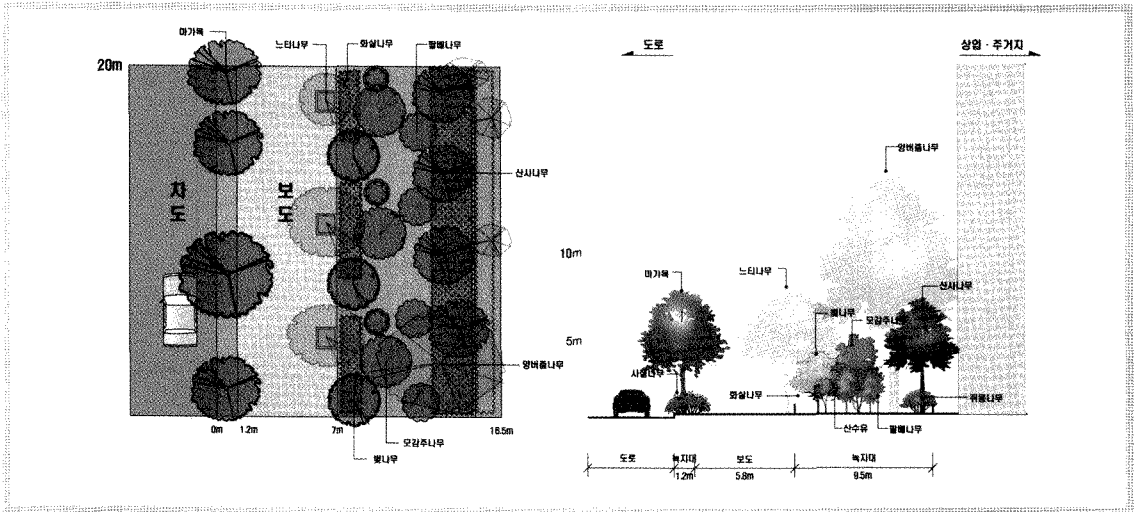 마가목
느티나무
화살나무
팥배나무
20m
산사나무
차도
보도
양버즘나무
0m
1.2m
7m
16.5m
모감주나무
벚나무
도로
상업·주거지
양버즘나무
10m
마가목
느티나무
산사나무
벚나무
모감주나무
5m
사철나무
화살나무
산수유
팥배나무
도로
녹지대
보도
녹지대
1.2m
5.8m
9.5m